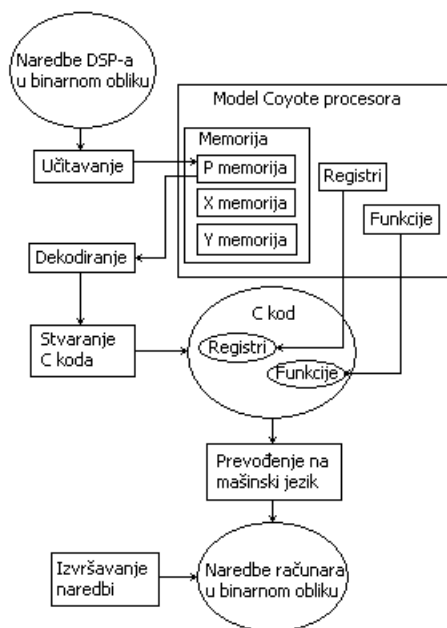 Naredbe DSP-a
u binarnom obliku
Model Coyote procesora
Memorija
Učitavanje
P memorija
Registri
X memorija
Funkcije
Y memorija
Dekodiranje
C kod
Stvaranje
C koda
Registri
Funkcije
Prevođenje na
mašinski jezik
Izvršavanje
naredbi
Naredbe računara
u binarnom obliku